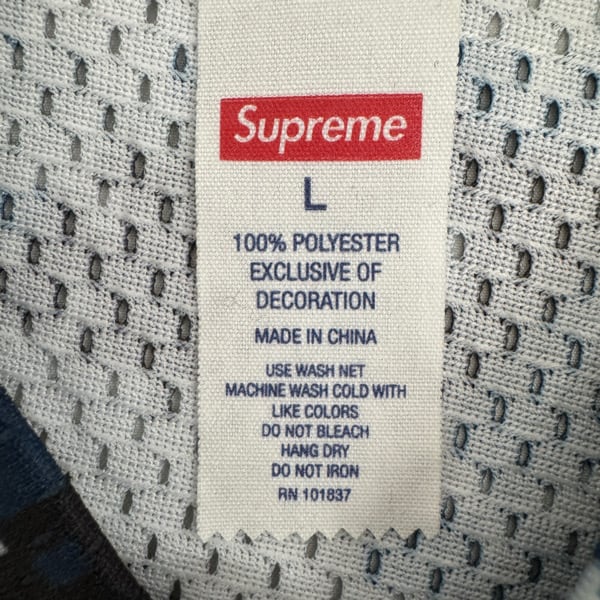 Supreme
L
100% POLYESTER
EXCLUSIVE OF
DECORATION
MADE IN CHINA
USE WASH NET
MACHINE WASH COLD WITH
LIKE COLORS
DO NOT BLEACH
HANG DRY
DO NOT IRON
RN 101837